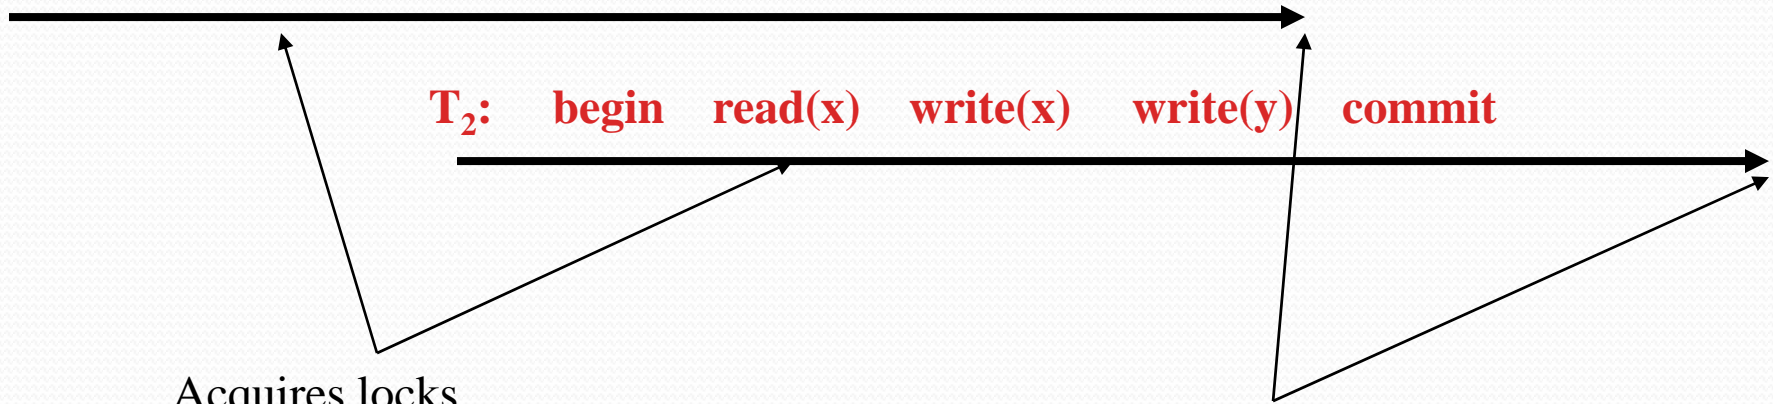 T₂: begin read(x) write(x) write(y) commit
Acquires locks